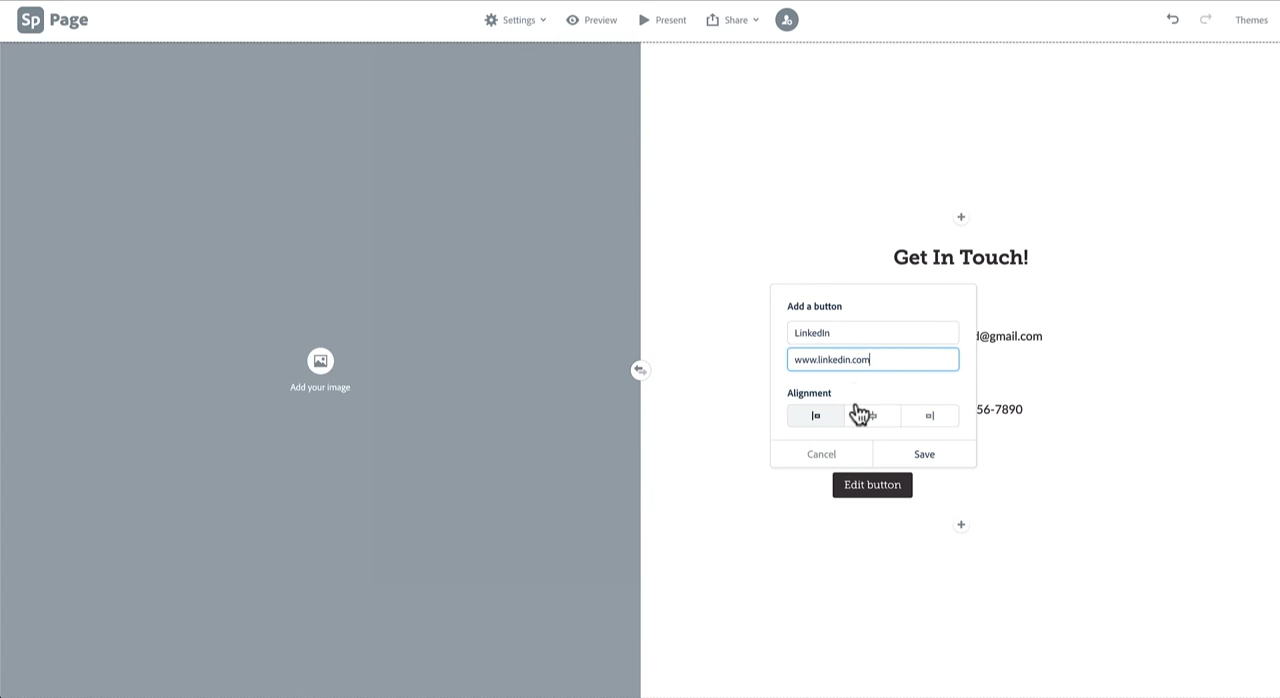 Sp Page
Settings
Preview
Present
Share
Themes
Add your image
Get In Touch!
Add a button
LinkedIn
www.linkedin.com
@gmail.com
Alignment
56-7890
Cancel
Save
Edit button